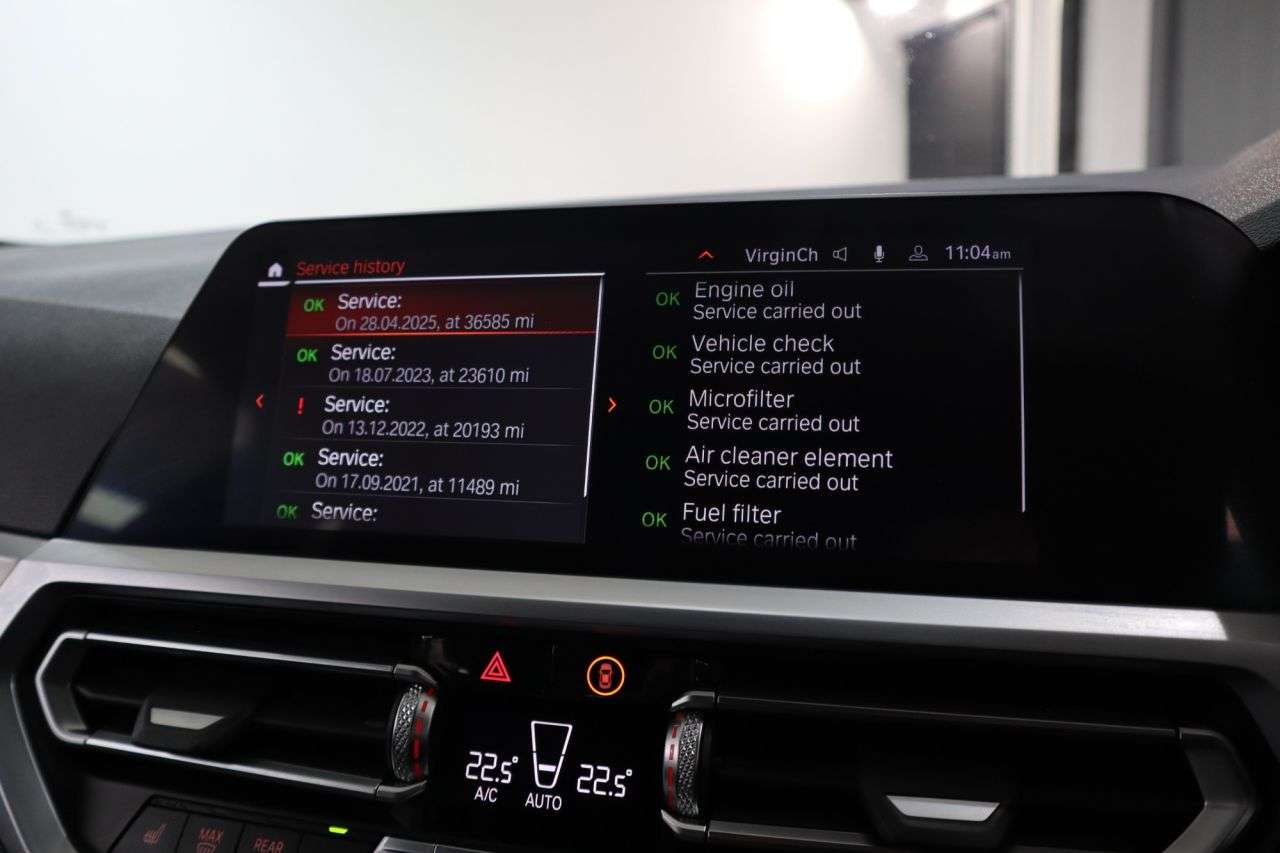 Service history
VirginCh
11:04am
OK Service:
On 28.04.2025, at 36585 mi
OK Service:
On 18.07.2023, at 23610 mi
! Service:
On 13.12.2022, at 20193 mi
OK Service:
On 17.09.2021, at 11489 mi
OK Service:
OK Engine oil
Service carried out
OK Vehicle check
Service carried out
OK Microfilter
Service carried out
OK Air cleaner element
Service carried out
OK Fuel filter
Service carried out
22.5°
A/C
AUTO
22.5°
MAX
REAR